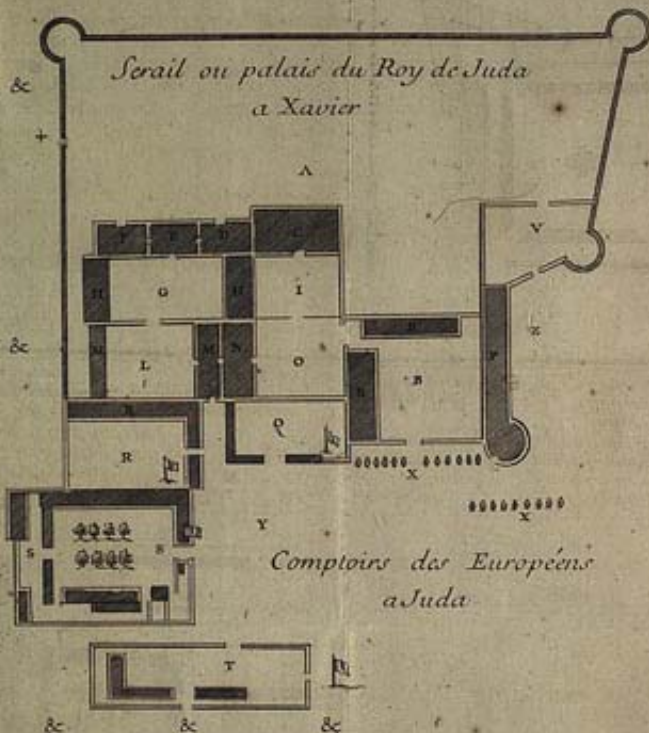 Serail ou palais du Roy de Juda
&c
a Xavier
+
A
F E D C
V
H G H I
Z
B
P
&c
M L M N O
B
R
Q
R
X
X
S S
Y
Comptoirs des Européens
a Juda
T
&c &c &c